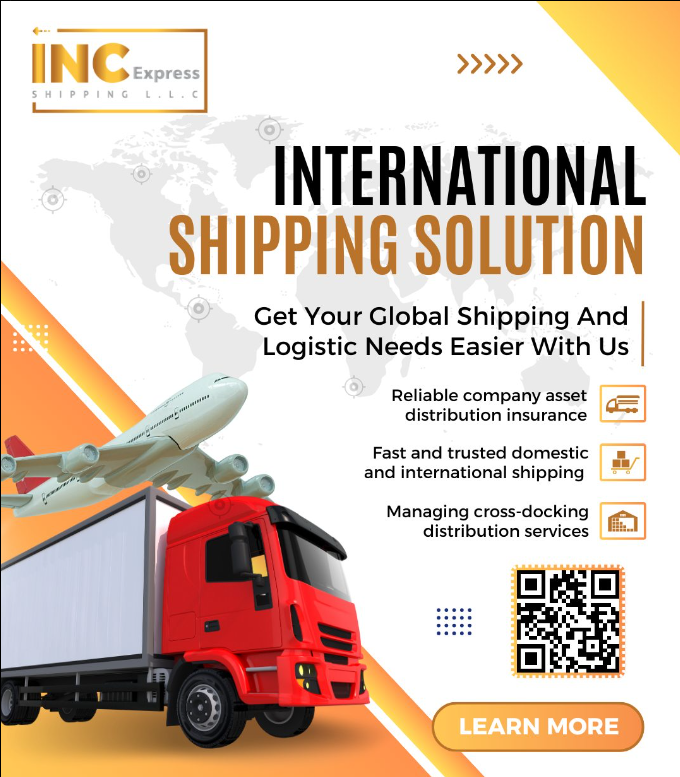 INC Express
SHIPPING L.L.C
INTERNATIONAL
SHIPPING SOLUTION
Get Your Global Shipping And
Logistic Needs Easier With Us
Reliable company asset
distribution insurance
Fast and trusted domestic
and international shipping
Managing cross-docking
distribution services
LEARN MORE